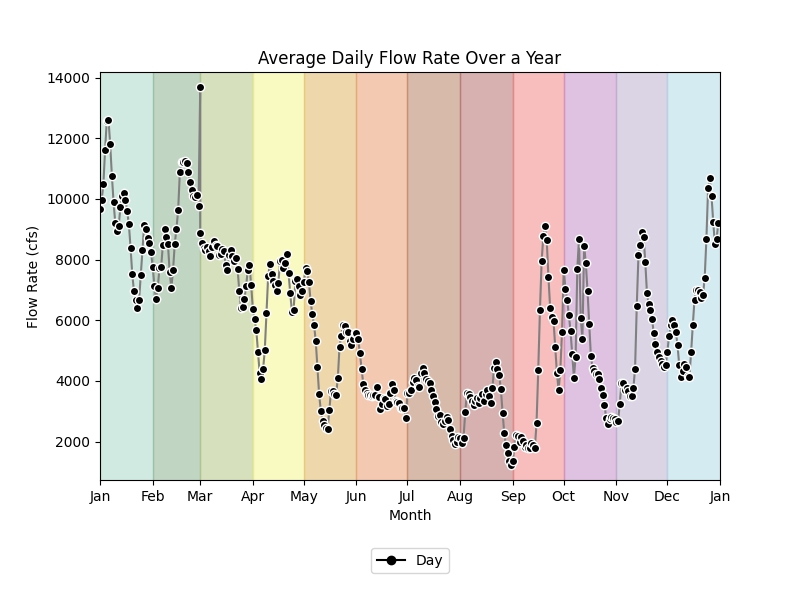 Average Daily Flow Rate Over a Year
14000
12000
10000
8000
6000
4000
2000
Flow Rate (cfs)
Jan Feb Mar Apr May Jun Jul Aug Sep Oct Nov Dec Jan
Month
Day